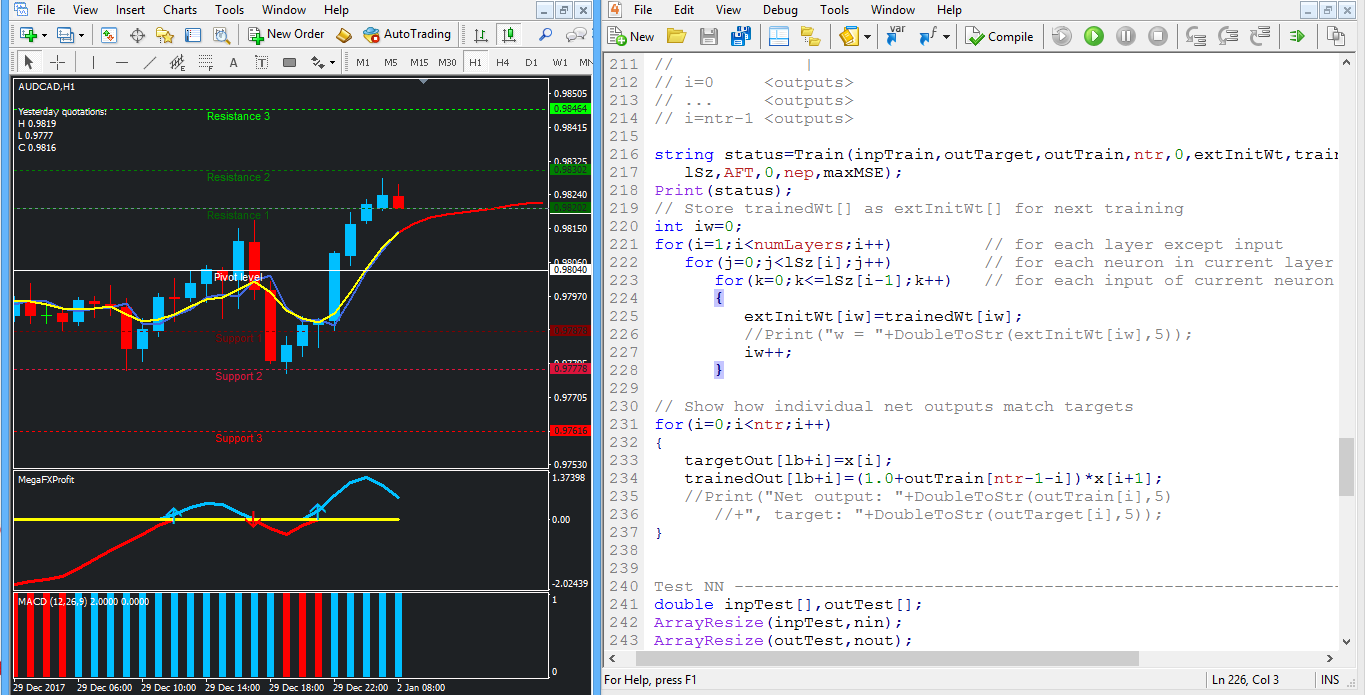 File View Insert Charts Tools Window Help
New Order AutoTrading
A T M1 M5 M15 M30 H1 H4 D1 W1 MN
AUDCAD,H1
Yesterday quotations:
H 0.9819
L 0.9777
C 0.9816
Resistance 3
Resistance 2
Resistance 1
Pivot level
Support 1
Support 2
Support 3
0.98505
0.98464
0.98415
0.98325
0.98302
0.98240
0.98150
0.98060
0.98040
0.97970
0.97778
0.97705
0.97616
0.97530
MegaFXProfit
1.37398
0.00
-2.02439
MACD (12,26,9) 2.0000 0.0000
1
0
29 Dec 2017 29 Dec 06:00 29 Dec 10:00 29 Dec 14:00 29 Dec 18:00 29 Dec 22:00 2 Jan 08:00
File Edit View Debug Tools Window Help
New var f Compile
211 // |
212 // i=0 <outputs>
213 // ... <outputs>
214 // i=ntr-1 <outputs>
215
216 string status=Train(inpTrain,outTarget,outTrain,ntr,0,extInitWt,train
217 lSz,AFT,0,nep,maxMSE);
218 Print(status);
219 // Store trainedWt[] as extInitWt[] for next training
220 int iw=0;
221 for(i=1;i<numLayers;i++) // for each layer except input
222 for(j=0;j<lSz[i];j++) // for each neuron in current layer
223 for(k=0;k<=lSz[i-1];k++) // for each input of current neuron
224 {
225 extInitWt[iw]=trainedWt[iw];
226 //Print("w = "+DoubleToStr(extInitWt[iw],5));
227 iw++;
228 }
229
230 // Show how individual net outputs match targets
231 for(i=0;i<ntr;i++)
232 {
233 targetOut[lb+i]=x[i];
234 trainedOut[lb+i]=(1.0+outTrain[ntr-1-i])*x[i+1];
235 //Print("Net output: "+DoubleToStr(outTrain[i],5)
236 //+", target: "+DoubleToStr(outTarget[i],5));
237 }
238
239
240 Test NN ----------------------------------------
241 double inpTest[],outTest[];
242 ArrayResize(inpTest,nin);
243 ArrayResize(outTest,nout);
For Help, press F1
Ln 226, Col 3 INS